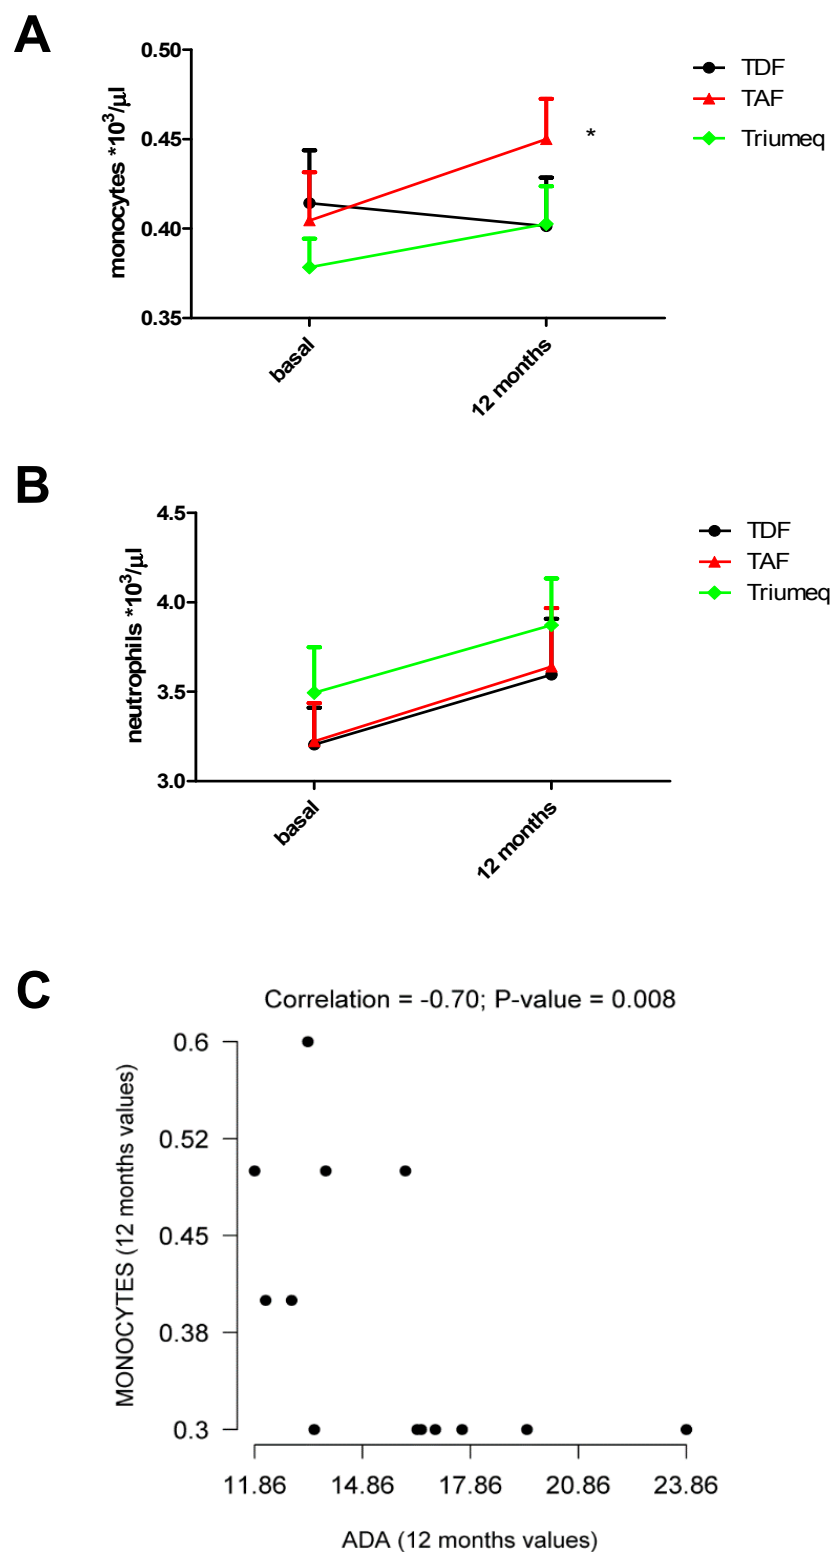 A
monocytes *10³/µl
0.50
0.45
0.40
0.35
basal
12 months
*
TDF
TAF
Triumeq
B
neutrophils *10³/µl
4.5
4.0
3.5
3.0
basal
12 months
TDF
TAF
Triumeq
C
Correlation = -0.70; P-value = 0.008
MONOCYTES (12 months values)
0.6
0.52
0.45
0.38
0.3
11.86 14.86 17.86 20.86 23.86
ADA (12 months values)